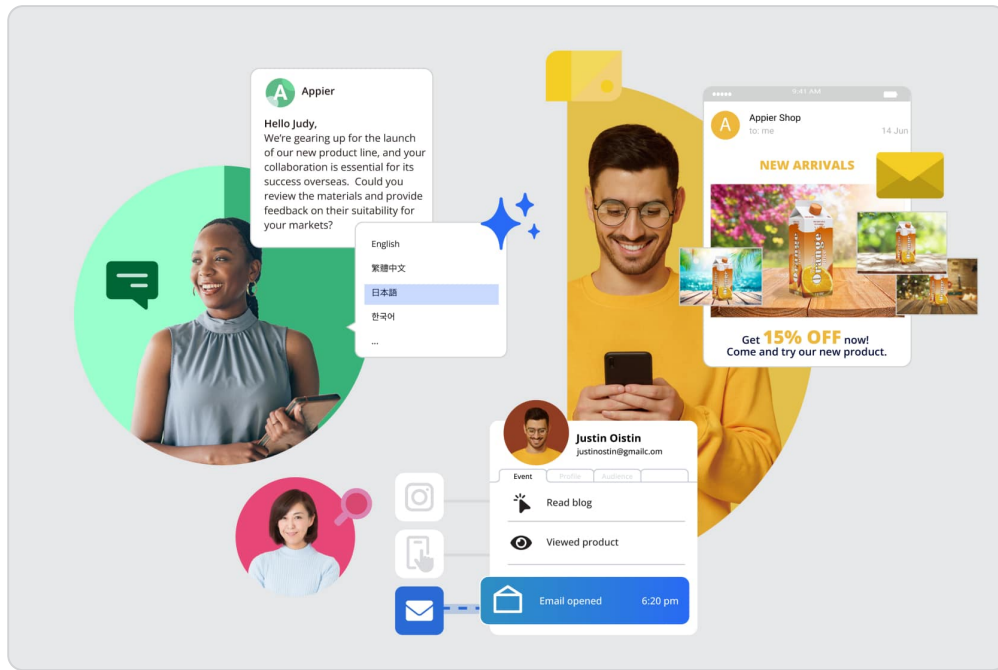 A
Appier
Hello Judy,
We're gearing up for the launch
of our new product line, and your
collaboration is essential for its
success overseas. Could you
review the materials and provide
feedback on their suitability for
your markets?
English
繁體中文
日本語
한국어
...
9:41 AM
A
Appier Shop
to: me
14 Jun
NEW ARRIVALS
Orange
Orange
Get 15% OFF now!
Come and try our new product.
Justin Oistin
justinostin@gmailc.om
Event
Profile
Audience
Read blog
Viewed product
Email opened
6:20 pm